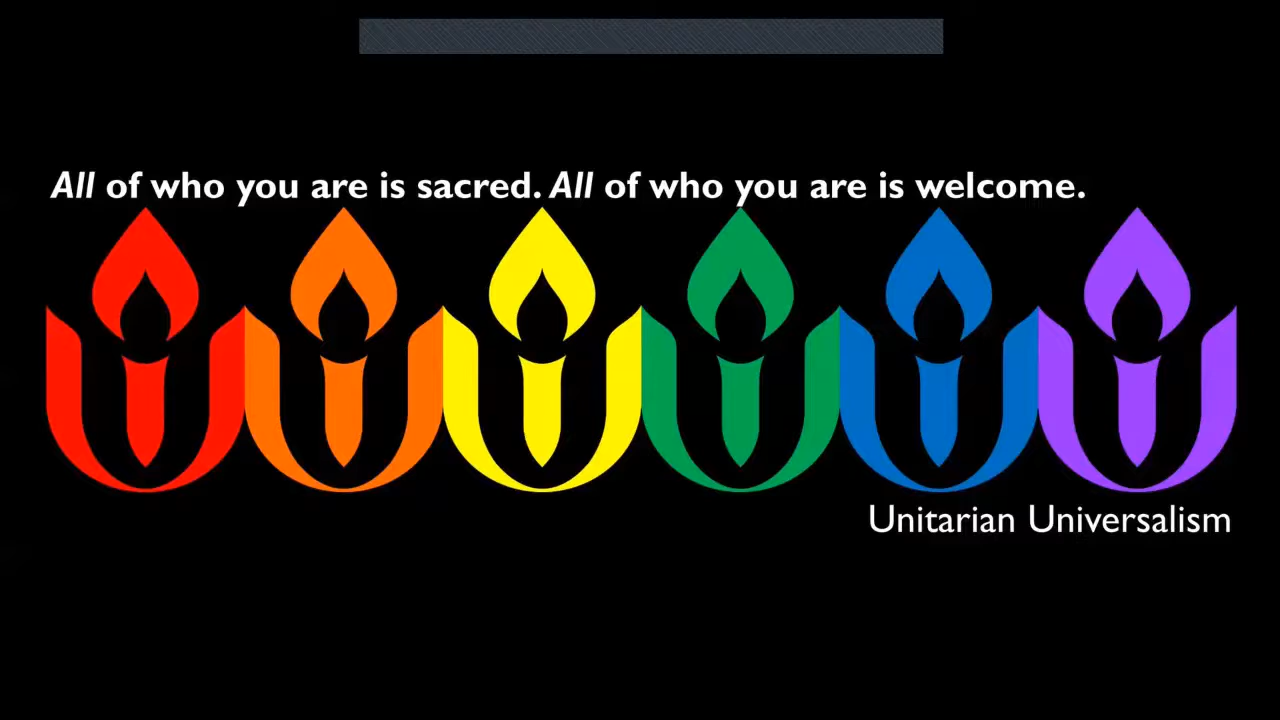 All of who you are is sacred. All of who you are is welcome.
Unitarian Universalism